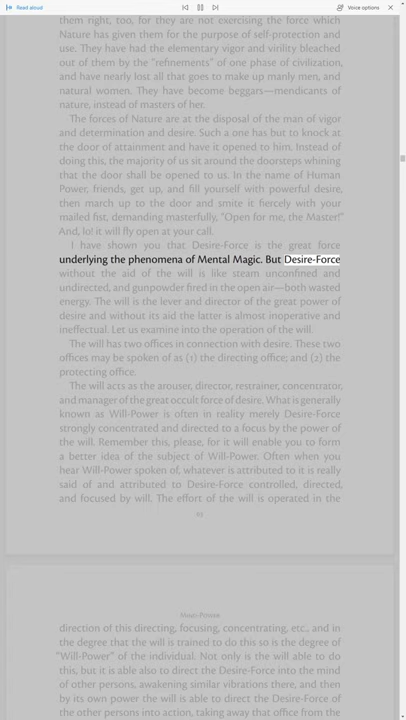 Read aloud
Voice options
them right, too, for they are not exercising the force which
Nature has given them for the purpose of self-protection and
use. They have had the elementary vigor and virility bleached
out of them by the "refinements" of one phase of civilization,
and have nearly lost all that goes to make up manly men, and
natural women. They have become beggars—mendicants of
nature, instead of masters of her.
The forces of Nature are at the disposal of the man of vigor
and determination and desire. Such a one has but to knock at
the door of attainment and have it opened to him. Instead of
doing this, the majority of us sit around the doorsteps whining
that the door shall be opened to us. In the name of Human
Power, friends, get up, and fill yourself with powerful desire,
then march up to the door and smite it fiercely with your
mailed fist, demanding masterfully, "Open for me, the Master!"
And, lo! it will fly open at your call.
I have shown you that Desire-Force is the great force
underlying the phenomena of Mental Magic. But Desire-Force
without the aid of the will is like steam unconfined and
undirected, and gunpowder fired in the open air—both wasted
energy. The will is the lever and director of the great power of
desire and without its aid the latter is almost inoperative and
ineffectual. Let us examine into the operation of the will.
The will has two offices in connection with desire. These two
offices may be spoken of as (1) the directing office; and (2) the
protecting office.
The will acts as the arouser, director, restrainer, concentrator,
and manager of the great occult force of desire. What is generally
known as Will-Power is often in reality merely Desire-Force
strongly concentrated and directed to a focus by the power of
the will. Remember this, please, for it will enable you to form
a better idea of the subject of Will-Power. Often when you
hear Will-Power spoken of, whatever is attributed to it is really
said of and attributed to Desire-Force controlled, directed,
and focused by will. The effort of the will is operated in the
direction of this directing, focusing, concentrating, etc., and in
the degree that the will is trained to do this so is the degree of
"Will-Power" of the individual. Not only is the will able to do
this, but it is able also to direct the Desire-Force into the mind
of other persons, awakening similar vibrations there, and then
by its own power the will is able to direct the Desire-Force of
the other persons into action, taking away that office from the